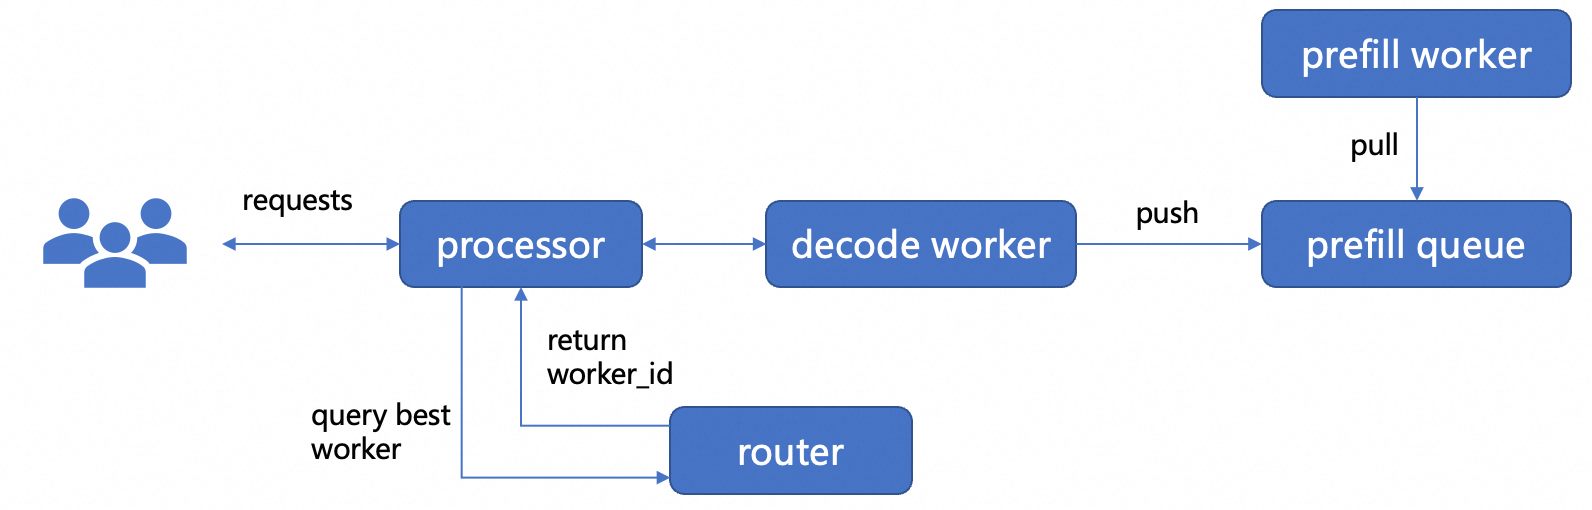 prefill worker
pull
requests
processor
decode worker
push
prefill queue
return
worker_id
query best
worker
router